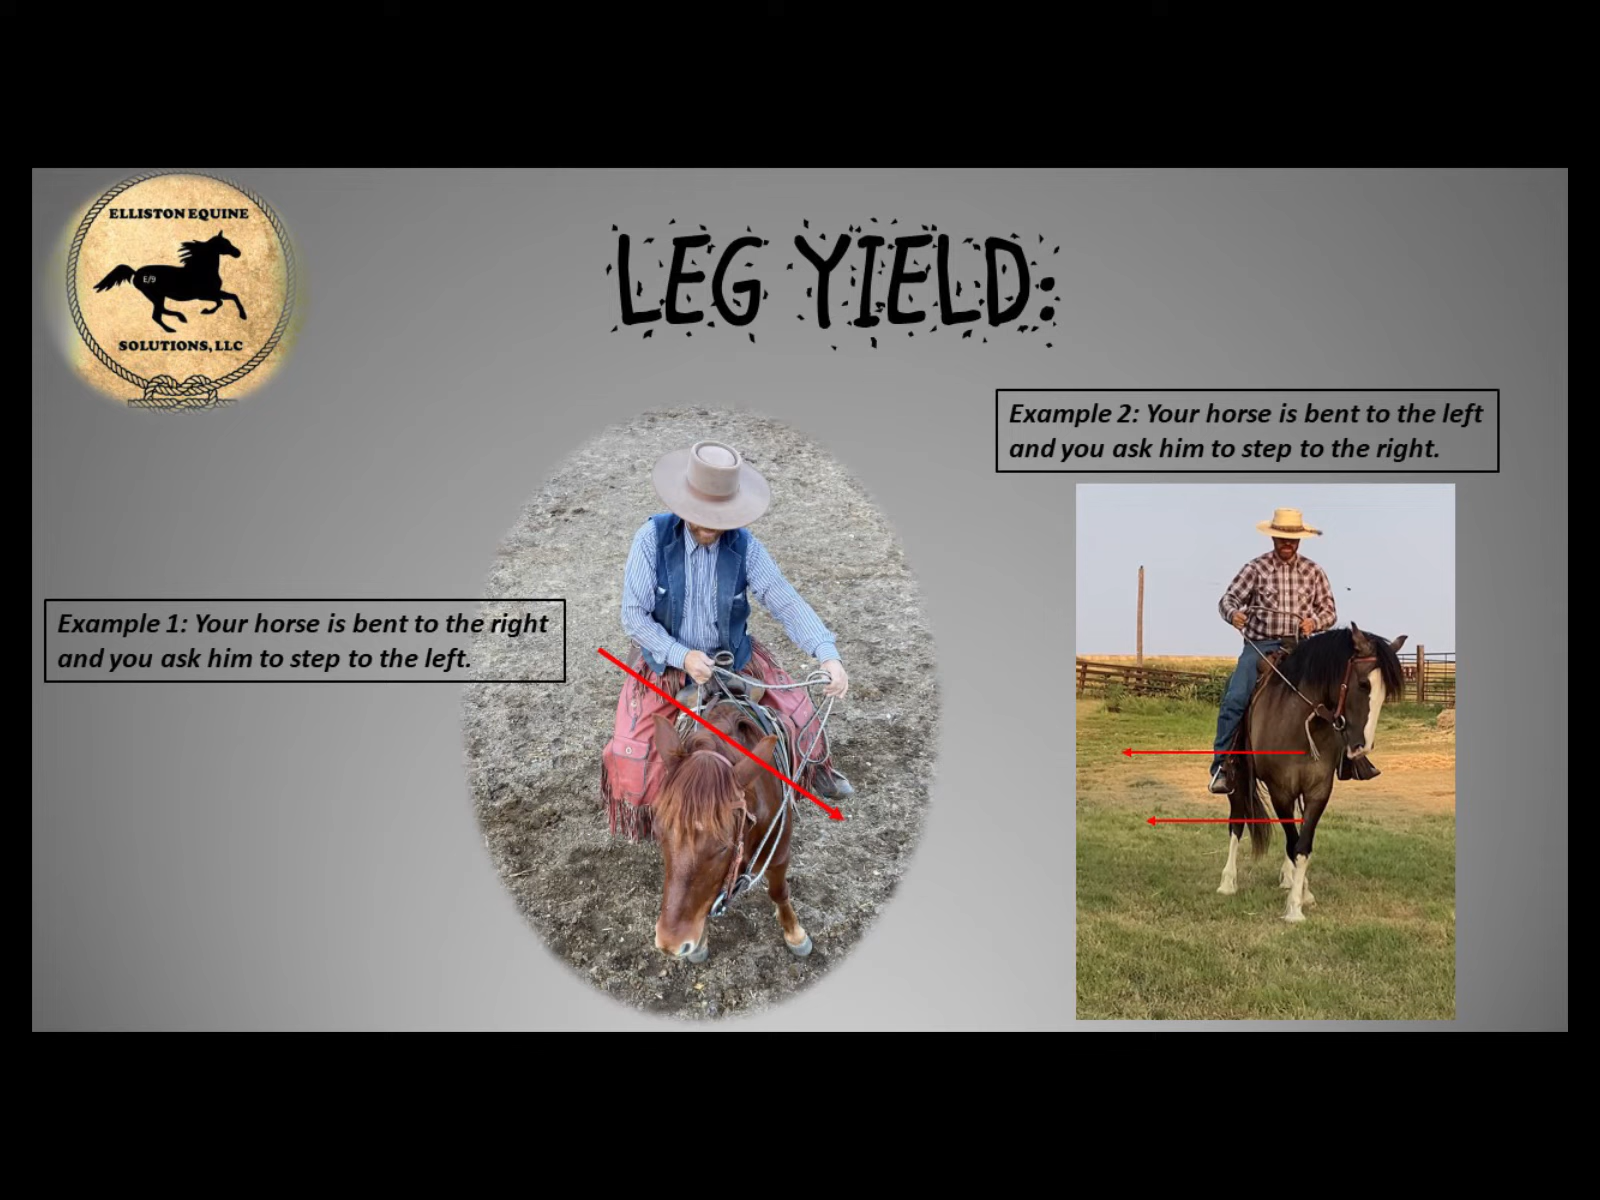 ELLISTON EQUINE
E/9
SOLUTIONS, LLC
LEG YIELD:
Example 2: Your horse is bent to the left
and you ask him to step to the right.
Example 1: Your horse is bent to the right
and you ask him to step to the left.